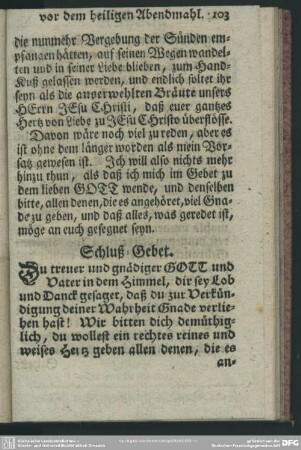 vor dem heiligen Abendmahl. 103
die nunmehr Vergebung der Sünden em-
pfangen hätten, auf seinen Wegen wandel-
ten und in seiner Liebe blieben, zum Hand-
Kuß gelassen werden, und endlich soltet ihr
seyn als die auserwehlten Bräute unsers
HErrn JEsu CHristi, daß euer gantzes
Hertz von Liebe zu JEsu CHristo überflösse.
Davon wäre noch viel zu reden, aber es
ist ohne dem länger worden als mein Vor-
satz gewesen ist. Ich will also nichts mehr
hinzu thun, als daß ich mich im Gebet zu
dem lieben GOTT wende, und denselben
bitte, allen denen, die es angehöret, viel Gna-
de zu geben, und daß alles, was geredet ist,
möge an euch gesegnet seyn.
Schluß-Gebet.
Du treuer und gnädiger GOTT und
Vater in dem Himmel, dir sey Lob
und Danck gesaget, daß du zur Verkün-
digung deiner Wahrheit Gnade verlie-
hen hast! Wir bitten dich demüthig-
lich, du wollest ein rechtes reines und
weises Hertz geben allen denen, die es
an-
DFG